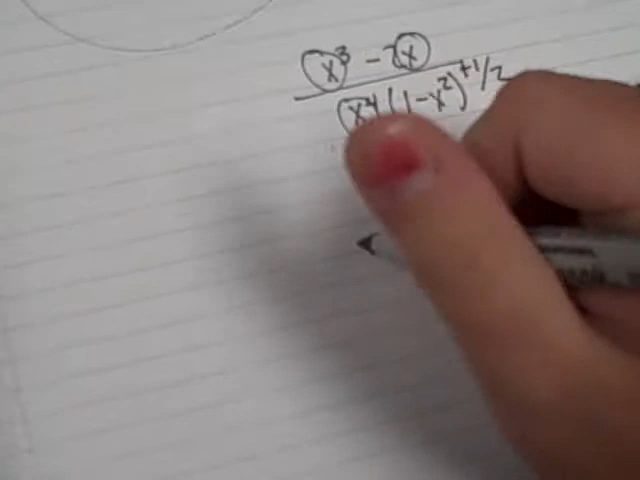 x³ - 2x
x⁴(1-x²)^+1/2